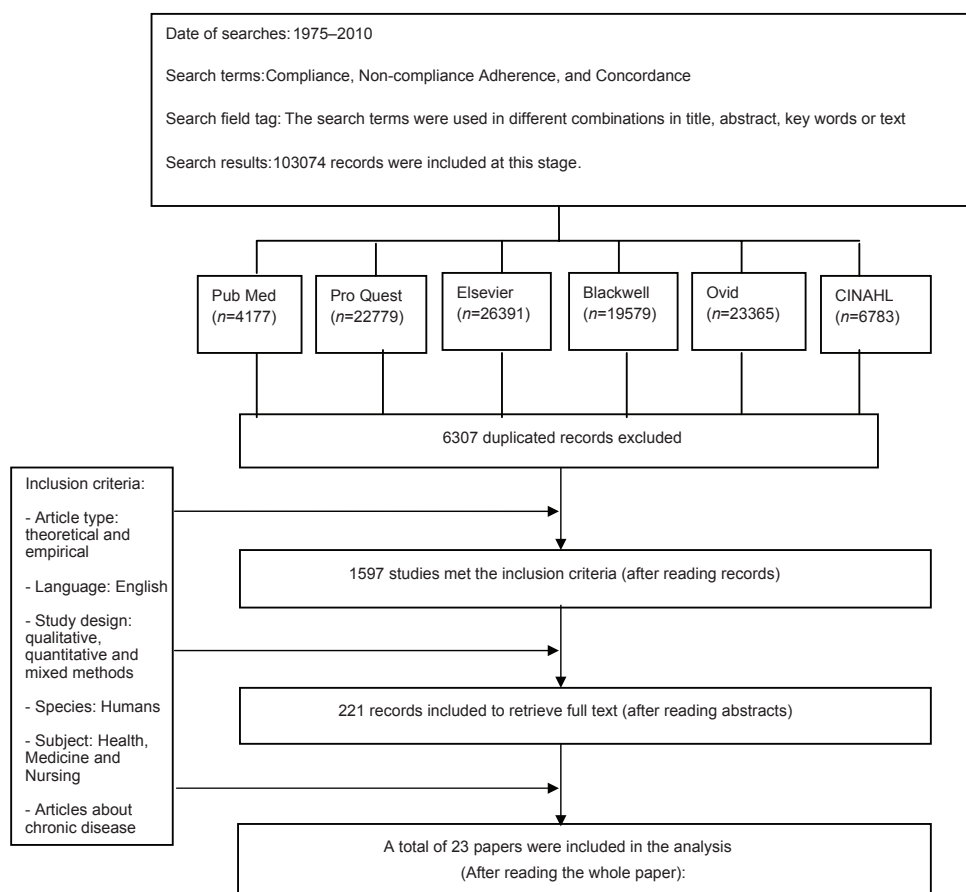 Date of searches: 1975–2010
Search terms:Compliance, Non-compliance Adherence, and Concordance
Search field tag: The search terms were used in different combinations in title, abstract, key words or text
Search results:103074 records were included at this stage.
Pub Med
(n=4177)
Pro Quest
(n=22779)
Elsevier
(n=26391)
Blackwell
(n=19579)
Ovid
(n=23365)
CINAHL
(n=6783)
6307 duplicated records excluded
Inclusion criteria:
- Article type:
theoretical and
empirical
- Language: English
- Study design:
qualitative,
quantitative and
mixed methods
- Species: Humans
- Subject: Health,
Medicine and
Nursing
- Articles about
chronic disease
1597 studies met the inclusion criteria (after reading records)
221 records included to retrieve full text (after reading abstracts)
A total of 23 papers were included in the analysis
(After reading the whole paper):